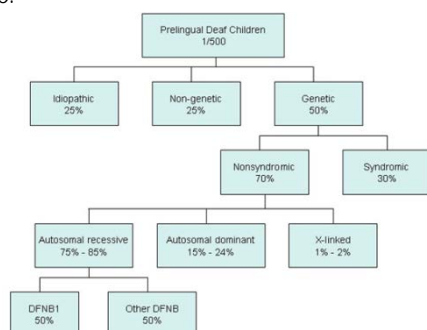 Prelingual Deaf Children
1/500
Idiopathic
25%
Non-genetic
25%
Genetic
50%
Nonsyndromic
70%
Syndromic
30%
Autosomal recessive
75% - 85%
Autosomal dominant
15% - 24%
X-linked
1% - 2%
DFNB1
50%
Other DFNB
50%